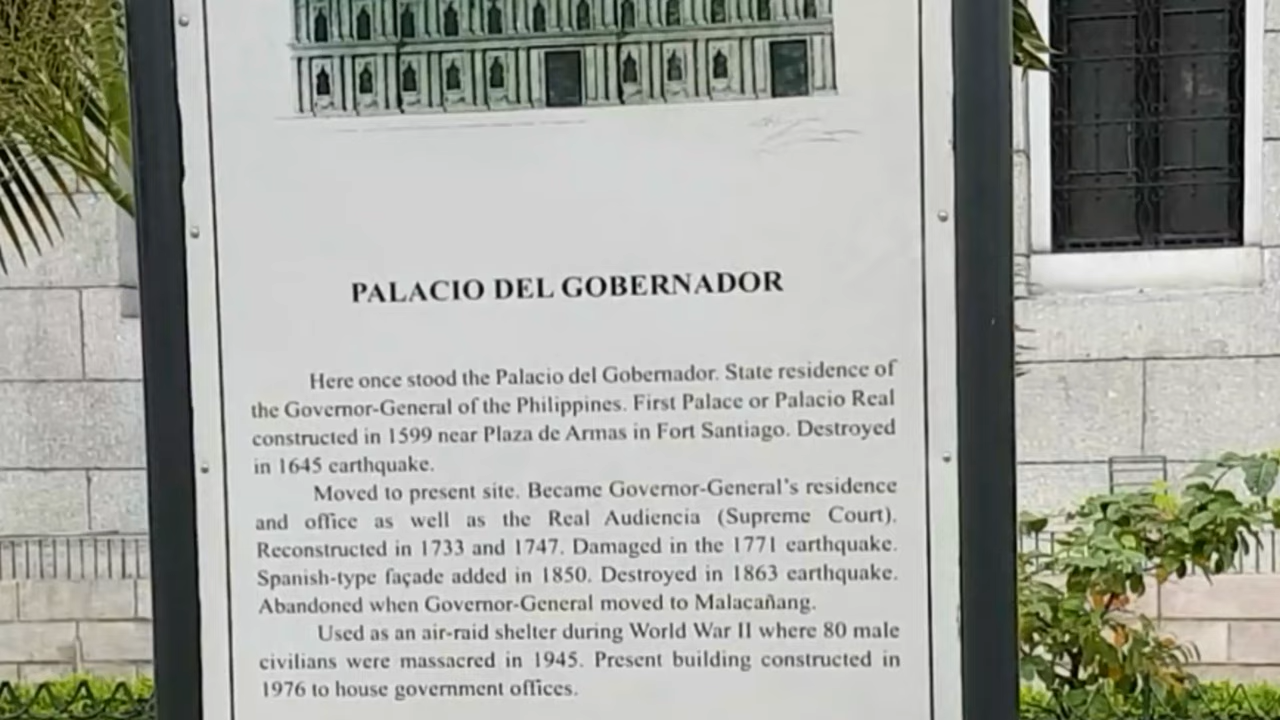 PALACIO DEL GOBERNADOR
Here once stood the Palacio del Gobernador. State residence of
the Governor-General of the Philippines. First Palace or Palacio Real
constructed in 1599 near Plaza de Armas in Fort Santiago. Destroyed
in 1645 earthquake.
Moved to present site. Became Governor-General's residence
and office as well as the Real Audiencia (Supreme Court).
Reconstructed in 1733 and 1747. Damaged in the 1771 earthquake.
Spanish-type façade added in 1850. Destroyed in 1863 earthquake.
Abandoned when Governor-General moved to Malacañang.
Used as an air-raid shelter during World War II where 80 male
civilians were massacred in 1945. Present building constructed in
1976 to house government offices.